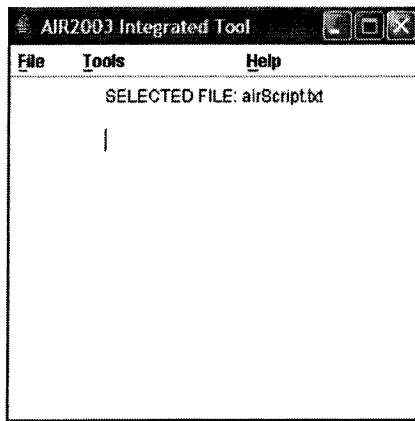 AIR2003 Integrated Tool
File Tools Help
SELECTED FILE: airScript.txt